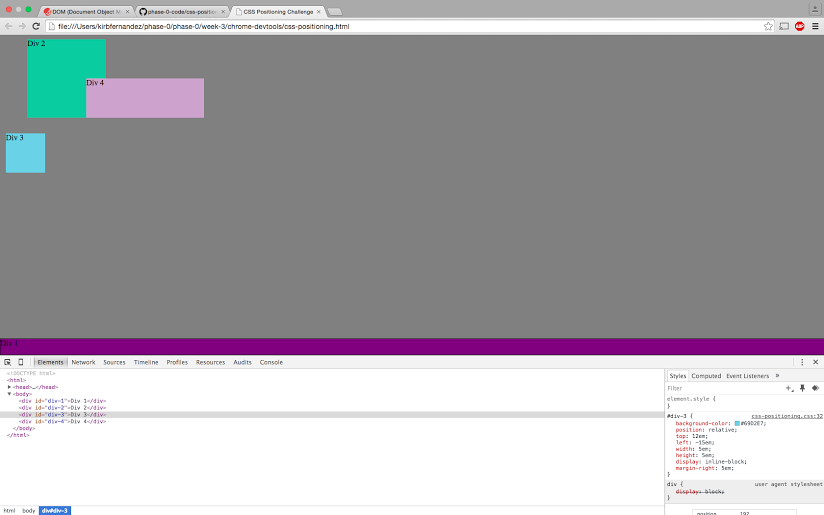 DOM (Document Object M
phase-0-code/css-positio
CSS Positioning Challenge
file:///Users/kirbfernandez/phase-0/phase-0/week-3/chrome-devtools/css-positioning.html
ABP
Div 2
Div 4
Div 3
Div 1
Elements Network Sources Timeline Profiles Resources Audits Console
<!DOCTYPE html>
<html>
<head>…</head>
<body>
<div id="div-1">Div 1</div>
<div id="div-2">Div 2</div>
<div id="div-3">Div 3</div>
<div id="div-4">Div 4</div>
</body>
</html>
html body div#div-3
Styles Computed Event Listeners »
Filter
element.style {
}
#div-3 { css-positioning.css:32
background-color: #69D2E7;
position: relative;
top: 12em;
left: -15em;
width: 5em;
height: 5em;
display: inline-block;
margin-right: 5em;
}
div { user agent stylesheet
display: block;
}
position 192